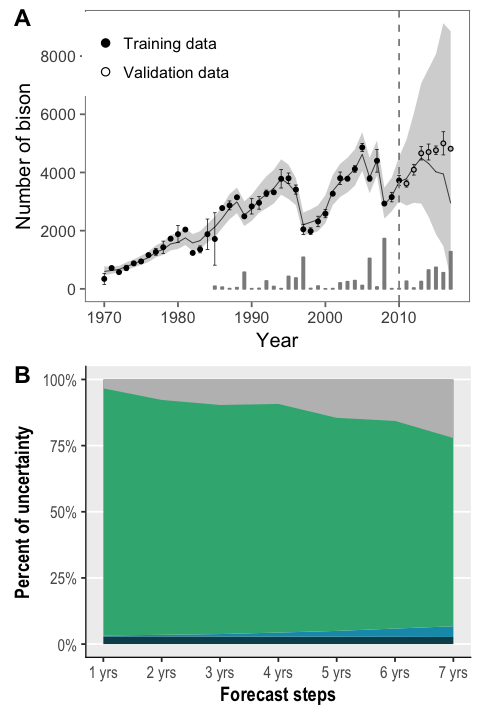 A
Training data
Validation data
Number of bison
8000
6000
4000
2000
0
1970 1980 1990 2000 2010
Year
B
Percent of uncertainty
100%
75%
50%
25%
0%
1 yrs 2 yrs 3 yrs 4 yrs 5 yrs 6 yrs 7 yrs
Forecast steps